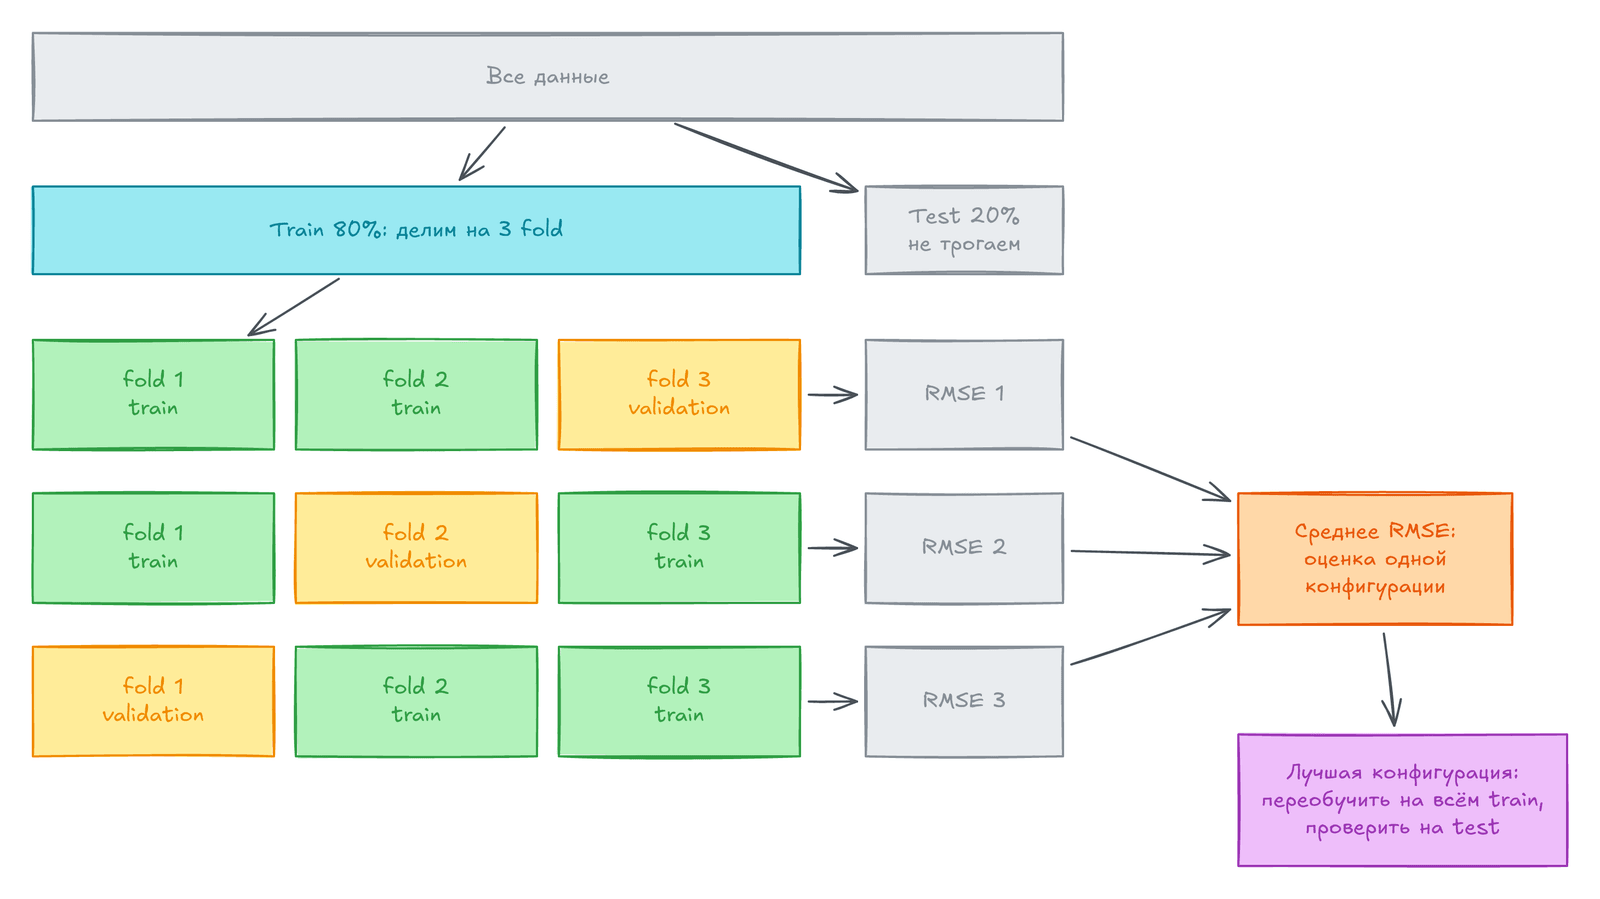 Все данные
Train 80%: делим на 3 fold
Test 20%
не трогаем
fold 1
train
fold 2
train
fold 3
validation
RMSE 1
fold 1
train
fold 2
validation
fold 3
train
RMSE 2
Среднее RMSE:
оценка одной
конфигурации
fold 1
validation
fold 2
train
fold 3
train
RMSE 3
Лучшая конфигурация:
переобучить на всём train,
проверить на test